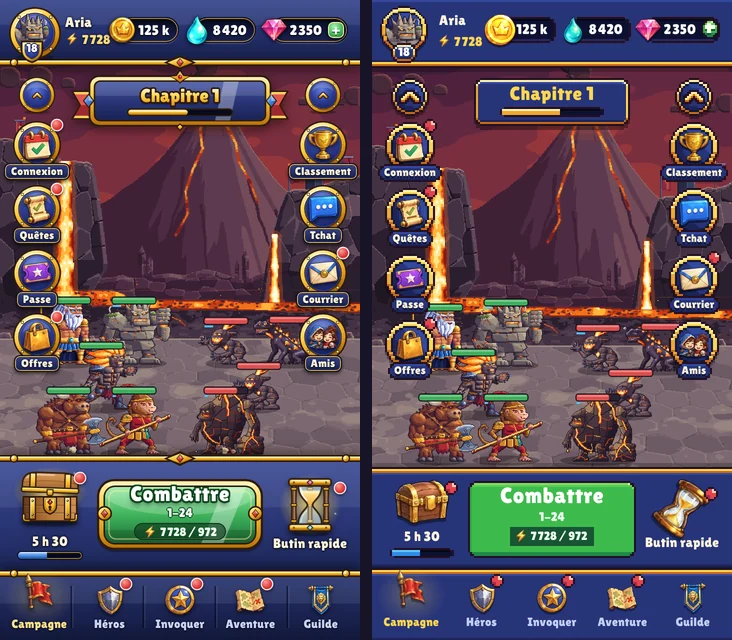 Aria
18
7728
125 k
8420
2350
Chapitre 1
Connexion
Classement
Quêtes
Tchat
Passe
Courrier
Offres
Amis
Combattre
1-24
7728 / 972
5 h 30
Butin rapide
Campagne
Héros
Invoquer
Aventure
Guilde
Aria
18
7728
125 k
8420
2350
Chapitre 1
Connexion
Classement
Quêtes
Tchat
Passe
Courrier
Offres
Amis
Combattre
1-24
7728 / 972
5 h 30
Butin rapide
Campagne
Héros
Invoquer
Aventure
Guilde